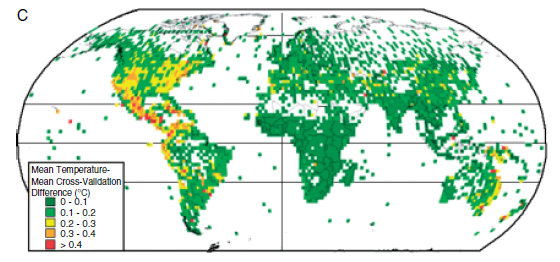 C
Mean Temperature-
Mean Cross-Validation
Difference (°C)
0 - 0.1
0.1 - 0.2
0.2 - 0.3
0.3 - 0.4
> 0.4